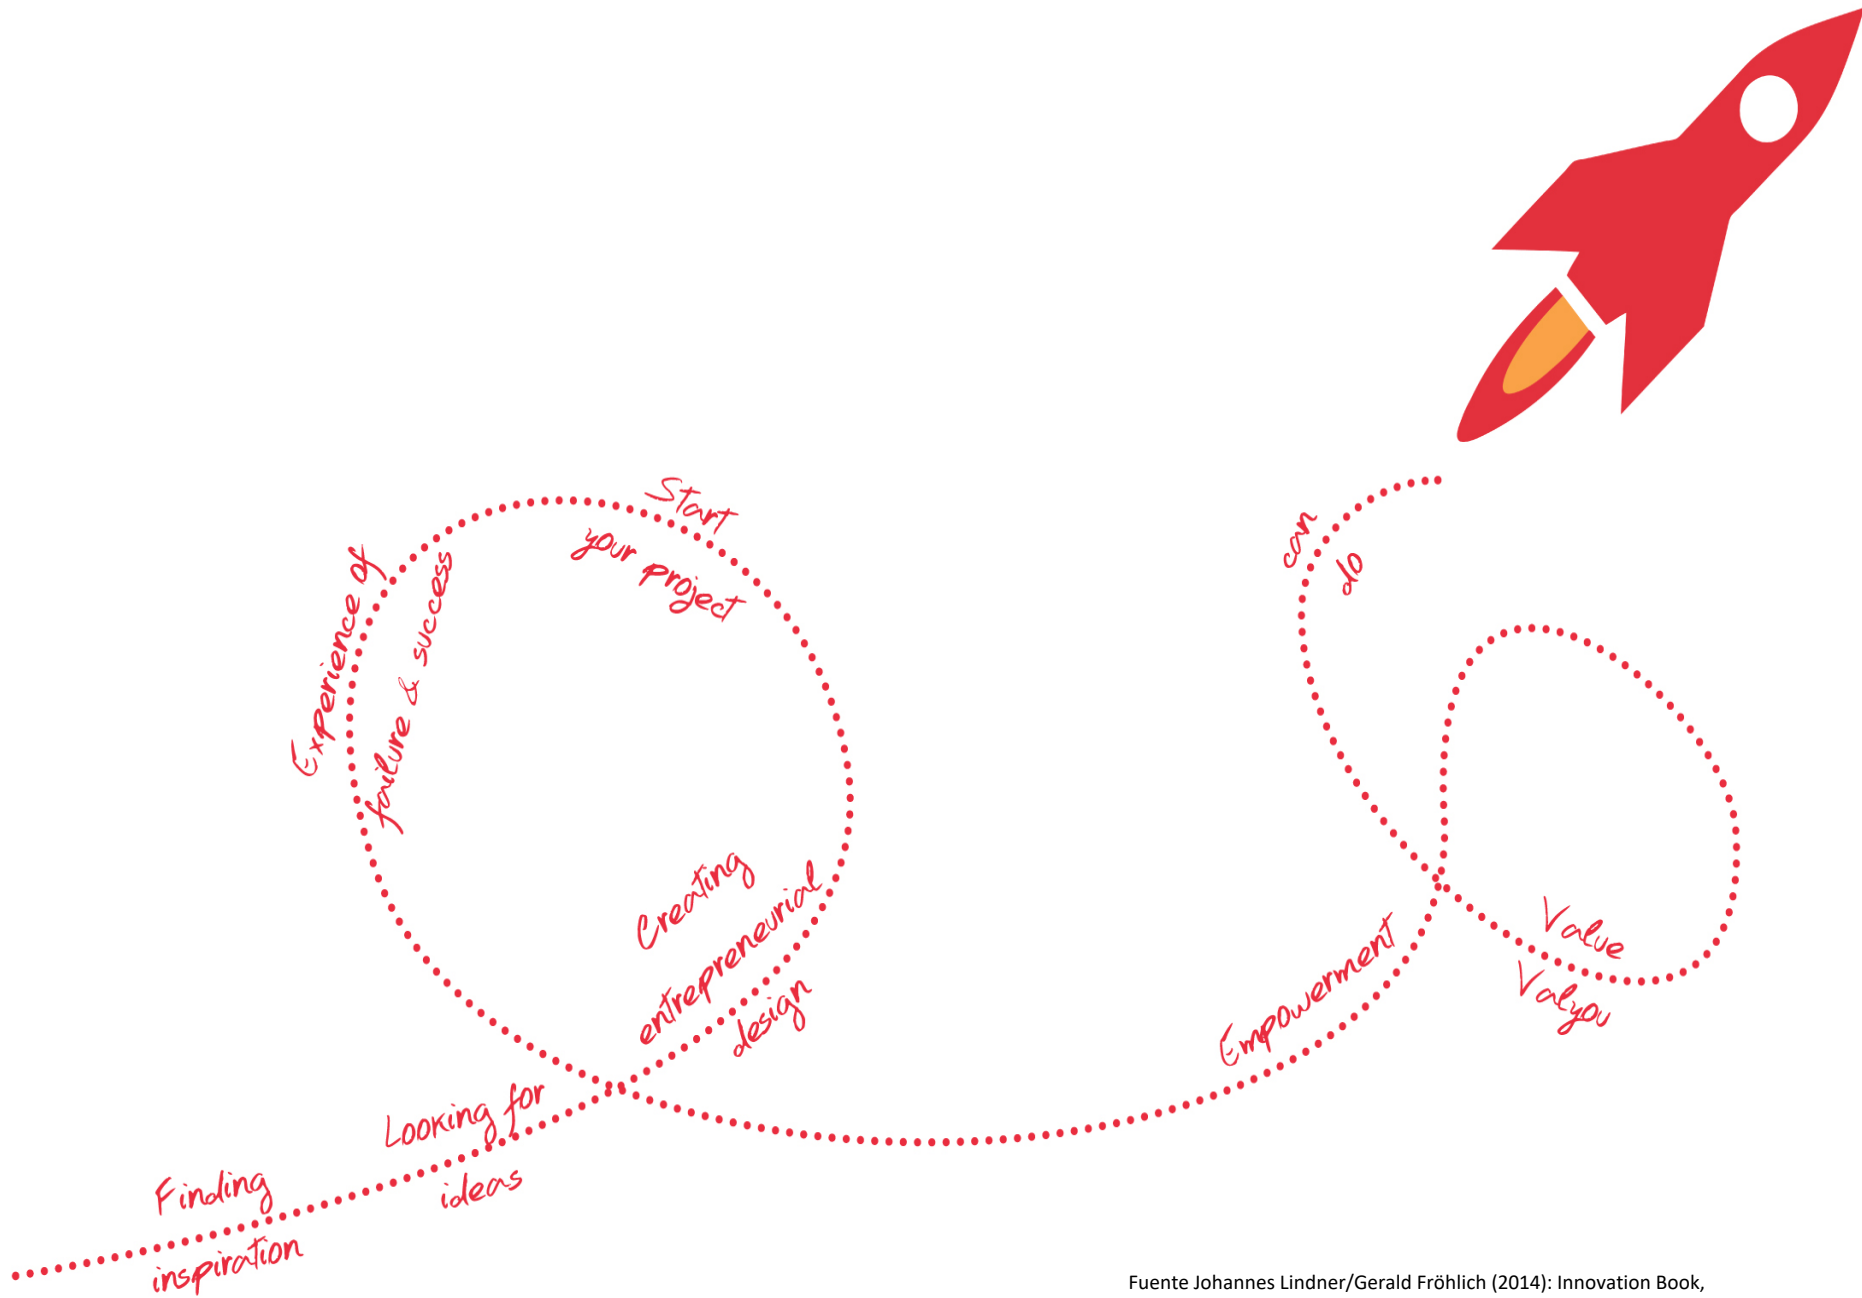 Finding
inspiration
Looking for
ideas
Creating
entrepreneurial
design
Start
your project
Experience of
failure & success
Empowerment
Value
Valyou
can
do
Fuente Johannes Lindner/Gerald Fröhlich (2014): Innovation Book,